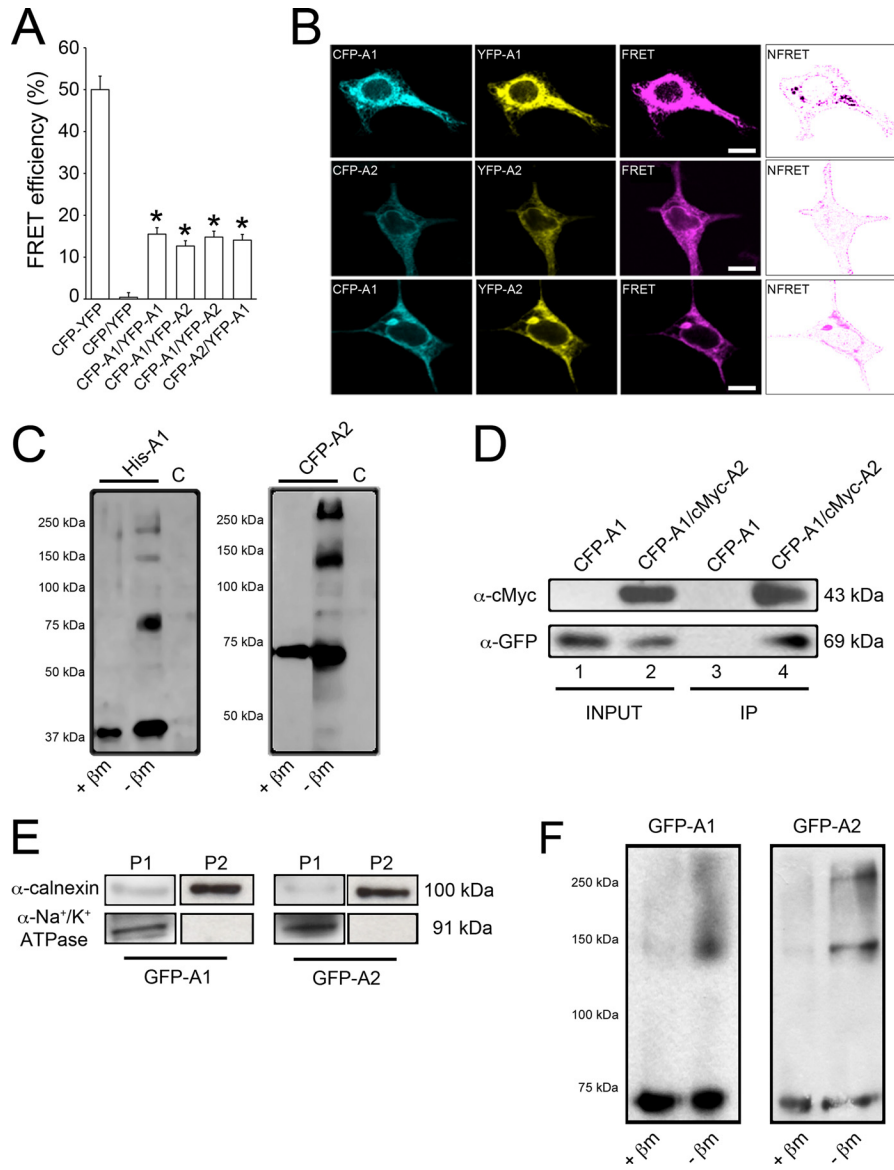 A
FRET efficiency (%)
60
50
40
30
20
10
0
*
*
*
*
CFP-YFP
CFP/YFP
CFP-A1/YFP-A1
CFP-A1/YFP-A2
CFP-A1/YFP-A2
CFP-A2/YFP-A1
B
CFP-A1
YFP-A1
FRET
NFRET
CFP-A2
YFP-A2
FRET
NFRET
CFP-A1
YFP-A2
FRET
NFRET
C
His-A1
C
250 kDa
150 kDa
100 kDa
75 kDa
50 kDa
37 kDa
+ βm
- βm
CFP-A2
C
250 kDa
150 kDa
100 kDa
75 kDa
50 kDa
+ βm
- βm
D
CFP-A1
CFP-A1/cMyc-A2
CFP-A1
CFP-A1/cMyc-A2
α-cMyc
43 kDa
α-GFP
69 kDa
1
2
3
4
INPUT
IP
E
P1
P2
P1
P2
α-calnexin
100 kDa
α-Na⁺/K⁺
ATPase
91 kDa
GFP-A1
GFP-A2
F
GFP-A1
GFP-A2
250 kDa
150 kDa
100 kDa
75 kDa
+ βm
- βm
+ βm
- βm